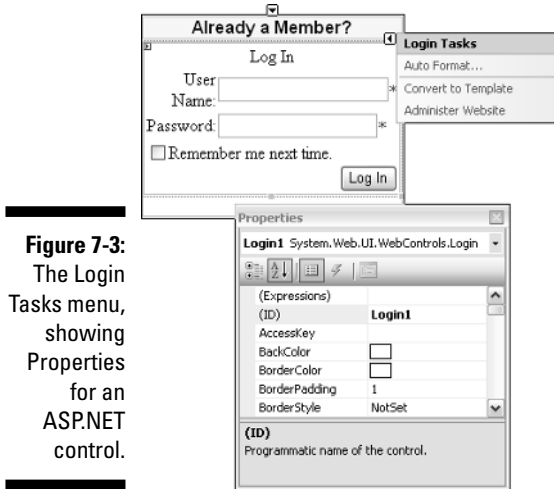 Already a Member?
Log In
User Name:
*
Password:
*
Remember me next time.
Log In
Login Tasks
Auto Format...
Convert to Template
Administer Website
Properties
Login1 System.Web.UI.WebControls.Login
(Expressions)
(ID) Login1
AccessKey
BackColor
BorderColor
BorderPadding 1
BorderStyle NotSet
(ID)
Programmatic name of the control.
Figure 7-3:
The Login
Tasks menu,
showing
Properties
for an
ASP.NET
control.